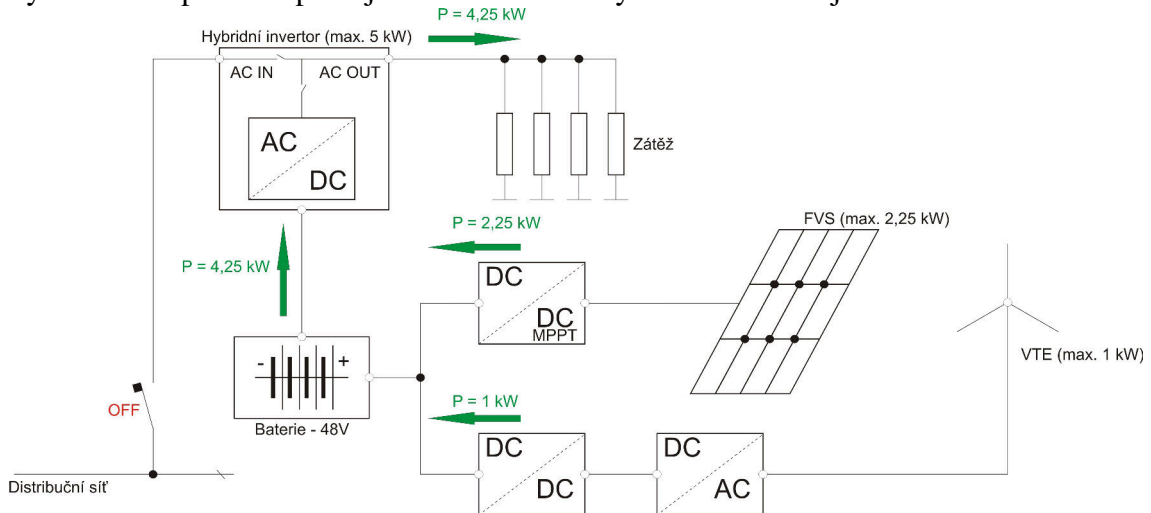 P = 4,25 kW
Hybridní invertor (max. 5 kW)
AC IN
AC OUT
AC
DC
Zátěž
P = 2,25 kW
FVS (max. 2,25 kW)
P = 4,25 kW
DC
DC
MPPT
VTE (max. 1 kW)
- +
P = 1 kW
OFF
Baterie - 48V
DC
DC
DC
AC
Distribuční síť